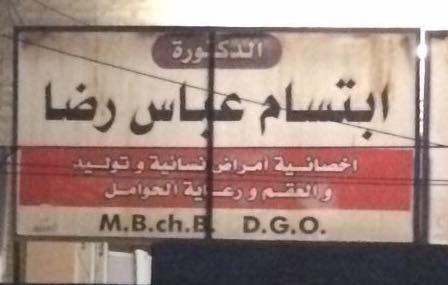 الدكتورة
ابتسام عباس رضا
اخصائية امراض نسائية و توليد
والعقم و رعاية الحوامل
M.B.ch.B. D.G.O.